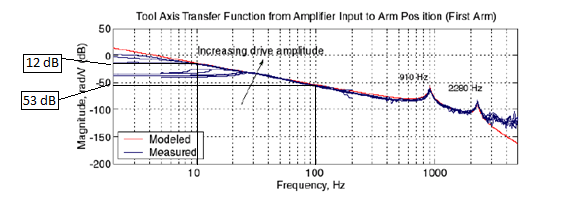 Tool Axis Transfer Function from Amplifier Input to Arm Position (First Arm)
50
0
-50
-100
-150
-200
Magnitude, rad/V (dB)
12 dB
53 dB
Increasing drive amplitude
910 Hz
2280 Hz
Modeled
Measured
10
100
1000
Frequency, Hz